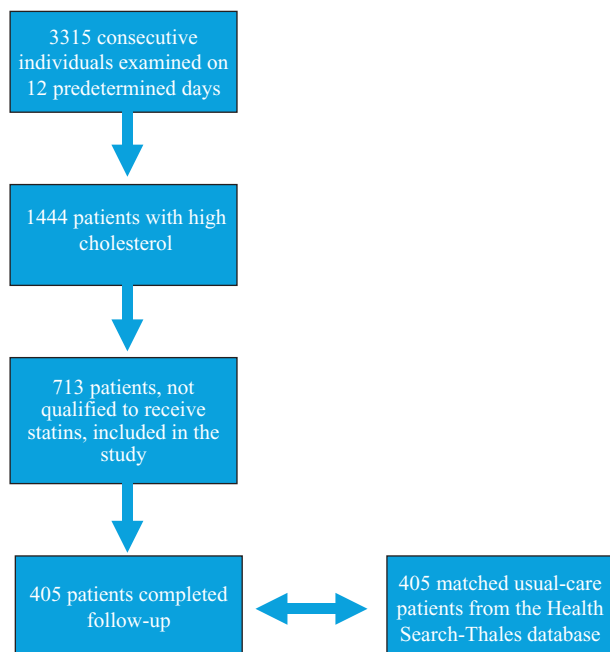 3315 consecutive
individuals examined on
12 predetermined days
1444 patients with high
cholesterol
713 patients, not
qualified to receive
statins, included in the
study
405 patients completed
follow-up
405 matched usual-care
patients from the Health
Search-Thales database